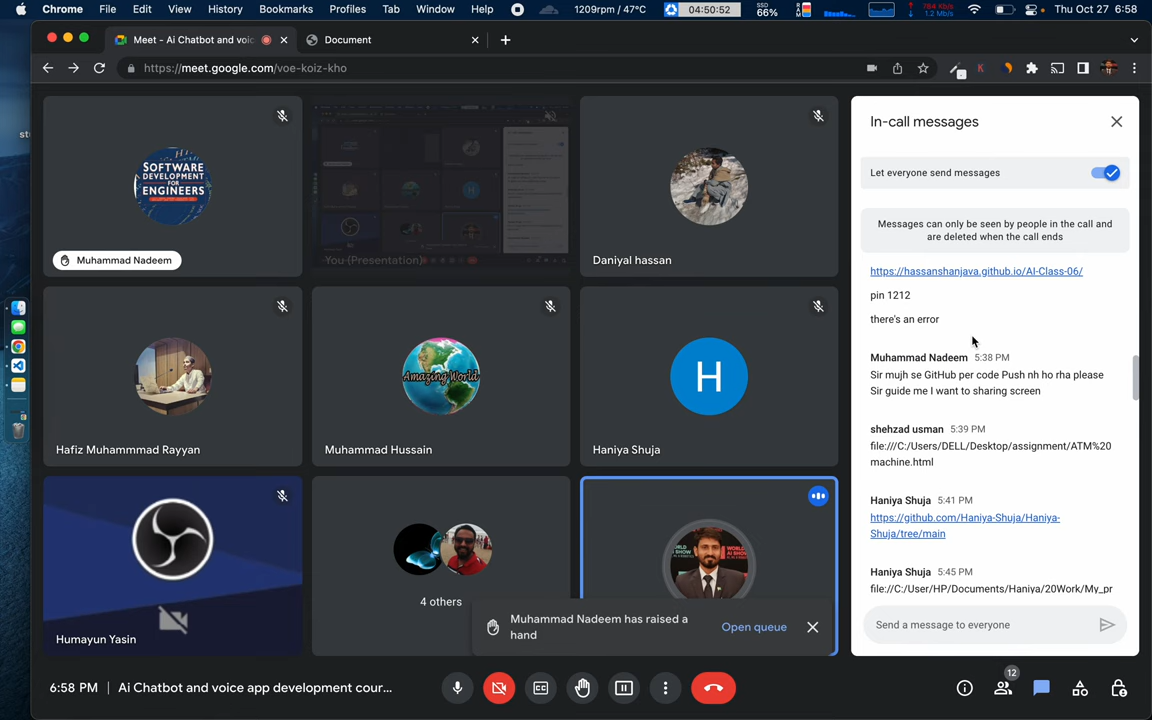 Chrome File Edit View History Bookmarks Profiles Tab Window Help 1209rpm / 47°C 04:50:52 SSD 66% Thu Oct 27 6:58
Meet - Ai Chatbot and voic Document
https://meet.google.com/voe-koiz-kho
SOFTWARE
DEVELOPMENT
FOR
ENGINEERS
Muhammad Nadeem
You (Presentation)
Daniyal hassan
Hafiz Muhammmad Rayyan
AMAZING WORLD
Muhammad Hussain
H
Haniya Shuja
Humayun Yasin
4 others
Muhammad Nadeem has raised a
hand
Open queue
In-call messages
Let everyone send messages
Messages can only be seen by people in the call and
are deleted when the call ends
https://hassanshanjava.github.io/AI-Class-06/
pin 1212
there's an error
Muhammad Nadeem 5:38 PM
Sir mujh se GitHub per code Push nh ho rha please
Sir guide me I want to sharing screen
shehzad usman 5:39 PM
file:///C:/Users/DELL/Desktop/assignment/ATM%20
machine.html
Haniya Shuja 5:41 PM
https://github.com/Haniya-Shuja/Haniya-
Shuja/tree/main
Haniya Shuja 5:45 PM
file://C:/User/HP/Documents/Haniya/20Work/My_pr
Send a message to everyone
6:58 PM | Ai Chatbot and voice app development cour...
12